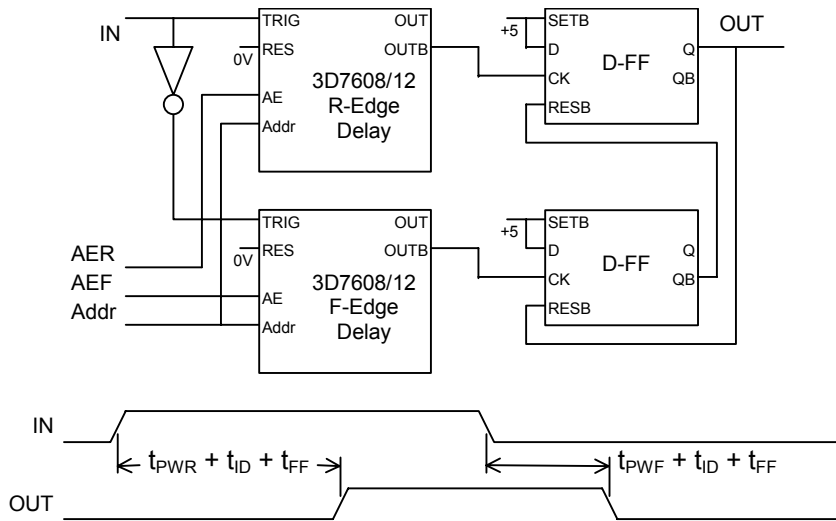 IN
TRIG
OUT
RES
0V
OUTB
3D7608/12
R-Edge
Delay
AE
Addr
SETB
+5
D
D-FF
Q
CK
QB
RESB
OUT
TRIG
OUT
RES
0V
OUTB
3D7608/12
F-Edge
Delay
AE
Addr
SETB
+5
D
D-FF
Q
CK
QB
RESB
AER
AEF
Addr
IN
tPWR + tID + tFF
tPWF + tID + tFF
OUT